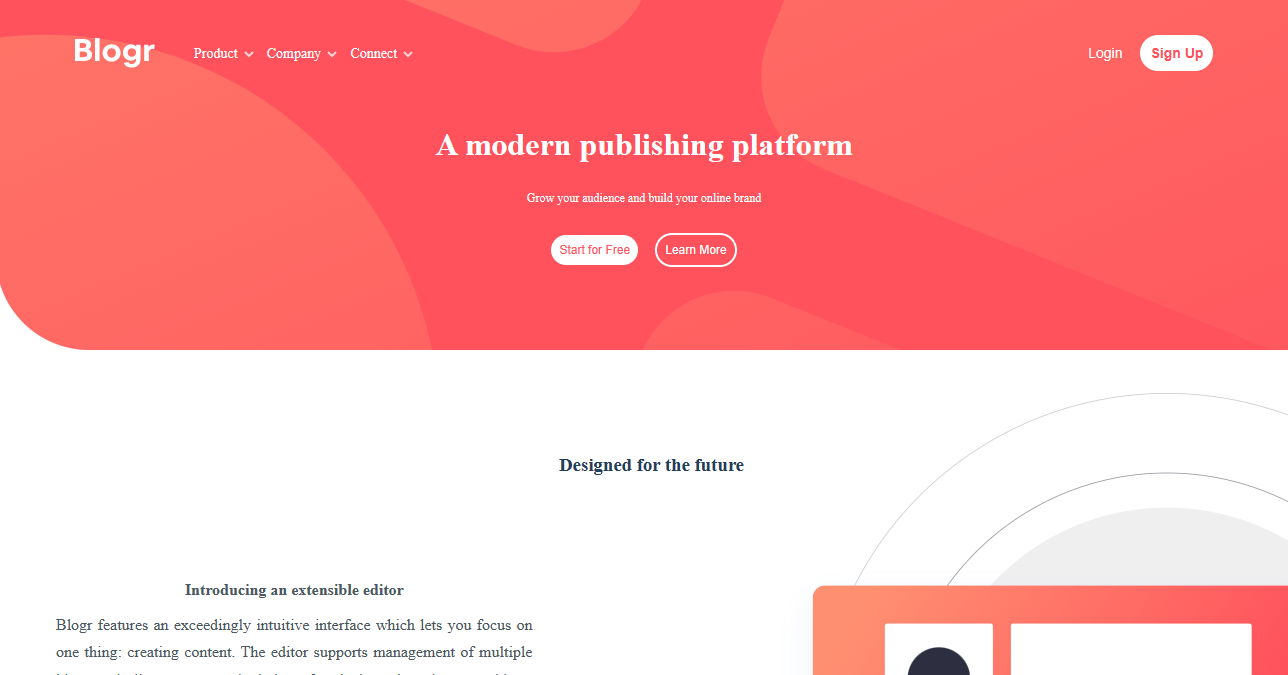 Blogr Product Company Connect Login Sign Up
A modern publishing platform
Grow your audience and build your online brand
Start for Free Learn More
Designed for the future
Introducing an extensible editor
Blogr features an exceedingly intuitive interface which lets you focus on
one thing: creating content. The editor supports management of multiple